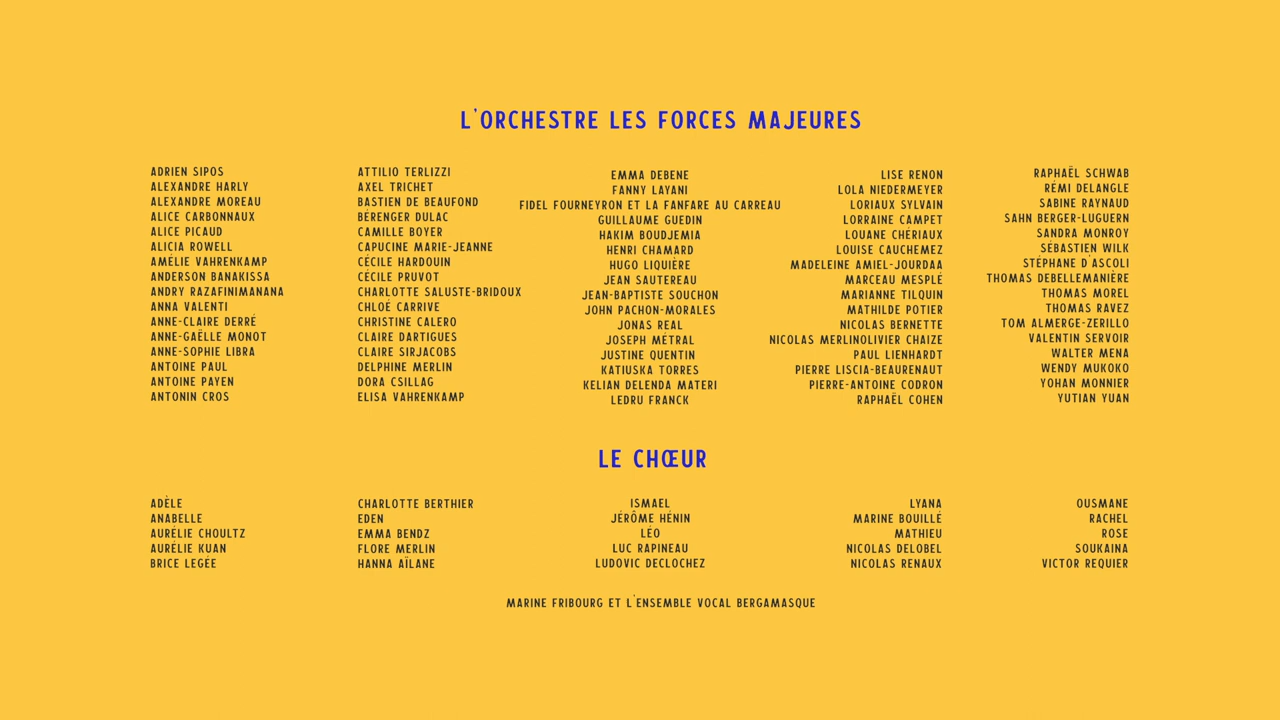 L'ORCHESTRE LES FORCES MAJEURES
ADRIEN SIPOS
ALEXANDRE HARLY
ALEXANDRE MOREAU
ALICE CARBONNAUX
ALICE PICAUD
ALICIA ROWELL
AMÉLIE VAHRENKAMP
ANDERSON BANAKISSA
ANDRY RAZAFINIMANANA
ANNA VALENTI
ANNE-CLAIRE DERRÉ
ANNE-GAËLLE MONOT
ANNE-SOPHIE LIBRA
ANTOINE PAUL
ANTOINE PAYEN
ANTONIN CROS
ATTILIO TERLIZZI
AXEL TRICHET
BASTIEN DE BEAUFOND
BÉRENGER DULAC
CAMILLE BOYER
CAPUCINE MARIE-JEANNE
CÉCILE HARDOUIN
CÉCILE PRUVOT
CHARLOTTE SALUSTE-BRIDOUX
CHLOÉ CARRIVE
CHRISTINE CALERO
CLAIRE DARTIGUES
CLAIRE SIRJACOBS
DELPHINE MERLIN
DORA CSILLAG
ELISA VAHRENKAMP
EMMA DEBENE
FANNY LAYANI
FIDEL FOURNEYRON ET LA FANFARE AU CARREAU
GUILLAUME GUEDIN
HAKIM BOUDJEMIA
HENRI CHAMARD
HUGO LIQUIÈRE
JEAN SAUTEREAU
JEAN-BAPTISTE SOUCHON
JOHN PACHON-MORALES
JONAS REAL
JOSEPH MÉTRAL
JUSTINE QUENTIN
KATIUSKA TORRES
KELIAN DELENDA MATERI
LEDRU FRANCK
LISE RENON
LOLA NIEDERMEYER
LORIAUX SYLVAIN
LORRAINE CAMPET
LOUANE CHÉRIAUX
LOUISE CAUCHEMEZ
MADELEINE AMIEL-JOURDAA
MARCEAU MESPLÉ
MARIANNE TILQUIN
MATHILDE POTIER
NICOLAS BERNETTE
NICOLAS MERLINOLIVIER CHAIZE
PAUL LIENHARDT
PIERRE LISCIA-BEAURENAUT
PIERRE-ANTOINE CODRON
RAPHAËL COHEN
RAPHAËL SCHWAB
RÉMI DELANGLE
SABINE RAYNAUD
SAHN BERGER-LUGUERN
SANDRA MONROY
SÉBASTIEN WILK
STÉPHANE D'ASCOLI
THOMAS DEBELLEMANIÈRE
THOMAS MOREL
THOMAS RAVEZ
TOM ALMERGE-ZERILLO
VALENTIN SERVOIR
WALTER MENA
WENDY MUKOKO
YOHAN MONNIER
YUTIAN YUAN
LE CHŒUR
ADÈLE
ANABELLE
AURÉLIE CHOULTZ
AURÉLIE KUAN
BRICE LEGÉE
CHARLOTTE BERTHIER
EDEN
EMMA BENDZ
FLORE MERLIN
HANNA AÏLANE
ISMAEL
JÉRÔME HÉNIN
LÉO
LUC RAPINEAU
LUDOVIC DECLOCHEZ
LYANA
MARINE BOUILLÉ
MATHIEU
NICOLAS DELOBEL
NICOLAS RENAUX
OUSMANE
RACHEL
ROSE
SOUKAINA
VICTOR REQUIER
MARINE FRIBOURG ET L'ENSEMBLE VOCAL BERGAMASQUE